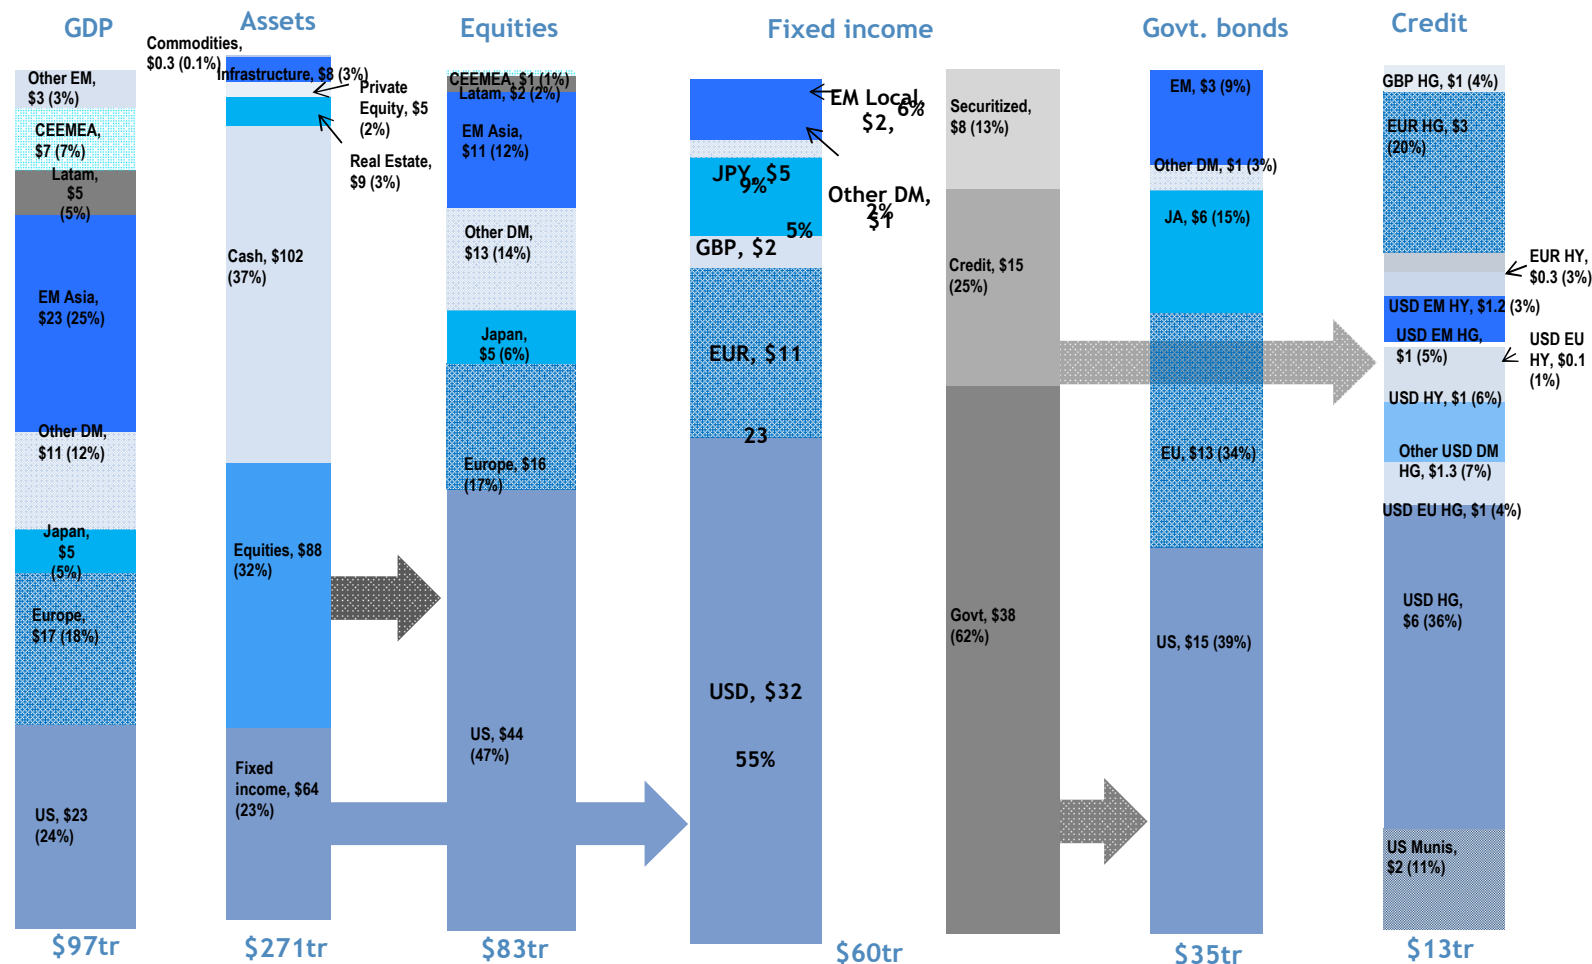 GDP
Assets
Equities
Fixed income
Govt. bonds
Credit
Other EM,
$3 (3%)
CEEMEA,
$7 (7%)
Latam,
$5
(5%)
EM Asia,
$23 (25%)
Other DM,
$11 (12%)
Japan,
$5
(5%)
Europe,
$17 (18%)
US, $23
(24%)
$97tr
Commodities,
$0.3 (0.1%)
Infrastructure, $8 (3%)
Private
Equity, $5
(2%)
Real Estate,
$9 (3%)
Cash, $102
(37%)
Equities, $88
(32%)
Fixed
income, $64
(23%)
$271tr
CEEMEA, $1 (1%)
Latam, $2 (2%)
EM Asia,
$11 (12%)
Other DM,
$13 (14%)
Japan,
$5 (6%)
Europe, $16
(17%)
US, $44
(47%)
$83tr
EM Local,
$2,
6%
JPY, $5
9%
Other DM,
$1
2%
5%
GBP, $2
EUR, $11
23
USD, $32
55%
Securitized,
$8 (13%)
Credit, $15
(25%)
Govt, $38
(62%)
$60tr
EM, $3 (9%)
Other DM, $1 (3%)
JA, $6 (15%)
EU, $13 (34%)
US, $15 (39%)
$35tr
GBP HG, $1 (4%)
EUR HG, $3
(20%)
EUR HY,
$0.3 (3%)
USD EM HY, $1.2 (3%)
USD EM HG,
$1 (5%)
USD EU
HY, $0.1
(1%)
USD HY, $1 (6%)
Other USD DM
HG, $1.3 (7%)
USD EU HG, $1 (4%)
USD HG,
$6 (36%)
US Munis,
$2 (11%)
$13tr